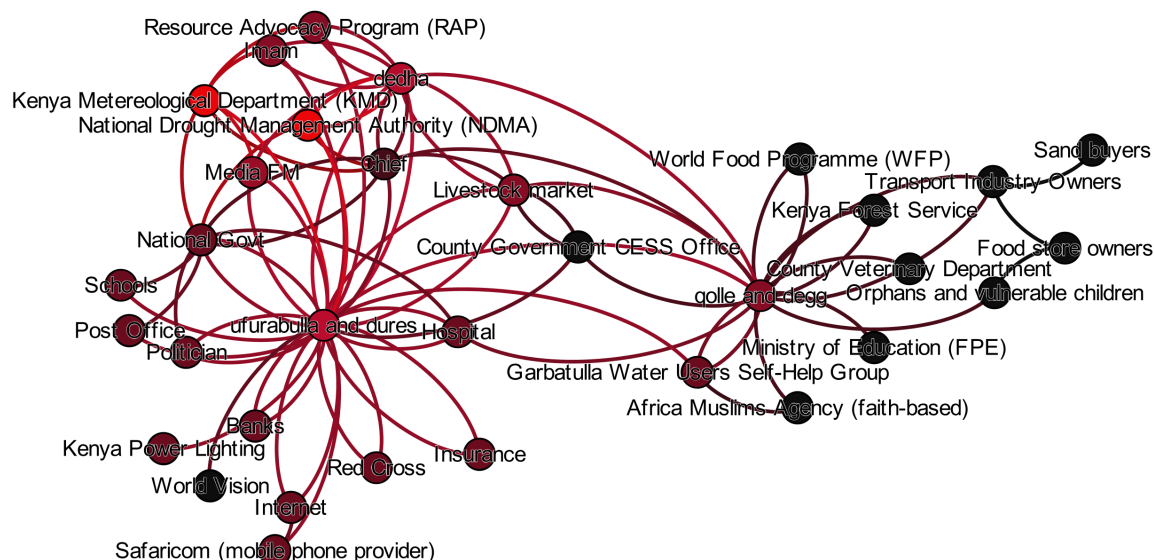 Resource Advocacy Program (RAP)
Imam
dedha
Kenya Metereological Department (KMD)
National Drought Management Authority (NDMA)
Media FM
Chief
Livestock market
World Food Programme (WFP)
Sand buyers
Transport Industry Owners
Kenya Forest Service
National Govt
County Government CESS Office
Food store owners
County Veterinary Department
Schools
qolle and degg
Orphans and vulnerable children
Post Office
ufurabulla and dures
Hospital
Politician
Ministry of Education (FPE)
Garbatulla Water Users Self-Help Group
Africa Muslims Agency (faith-based)
Banks
Kenya Power Lighting
Insurance
Red Cross
World Vision
Internet
Safaricom (mobile phone provider)